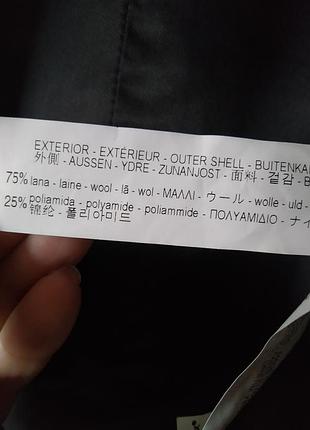 EXTERIOR - EXTÉRIEUR - OUTER SHELL - BUITENKA
外側 - AUSSEN - YDRE - ZUNANJOST - 面料 - 겉감 - B
75% lana - laine - wool - lã - wol - ΜΑΛΛΙ - ウール - wolle - uld -
25% poliamida - polyamide - poliammide - ΠΟΛΥΑΜΙΔΙΟ - ナイ
锦纶 - 폴리아미드